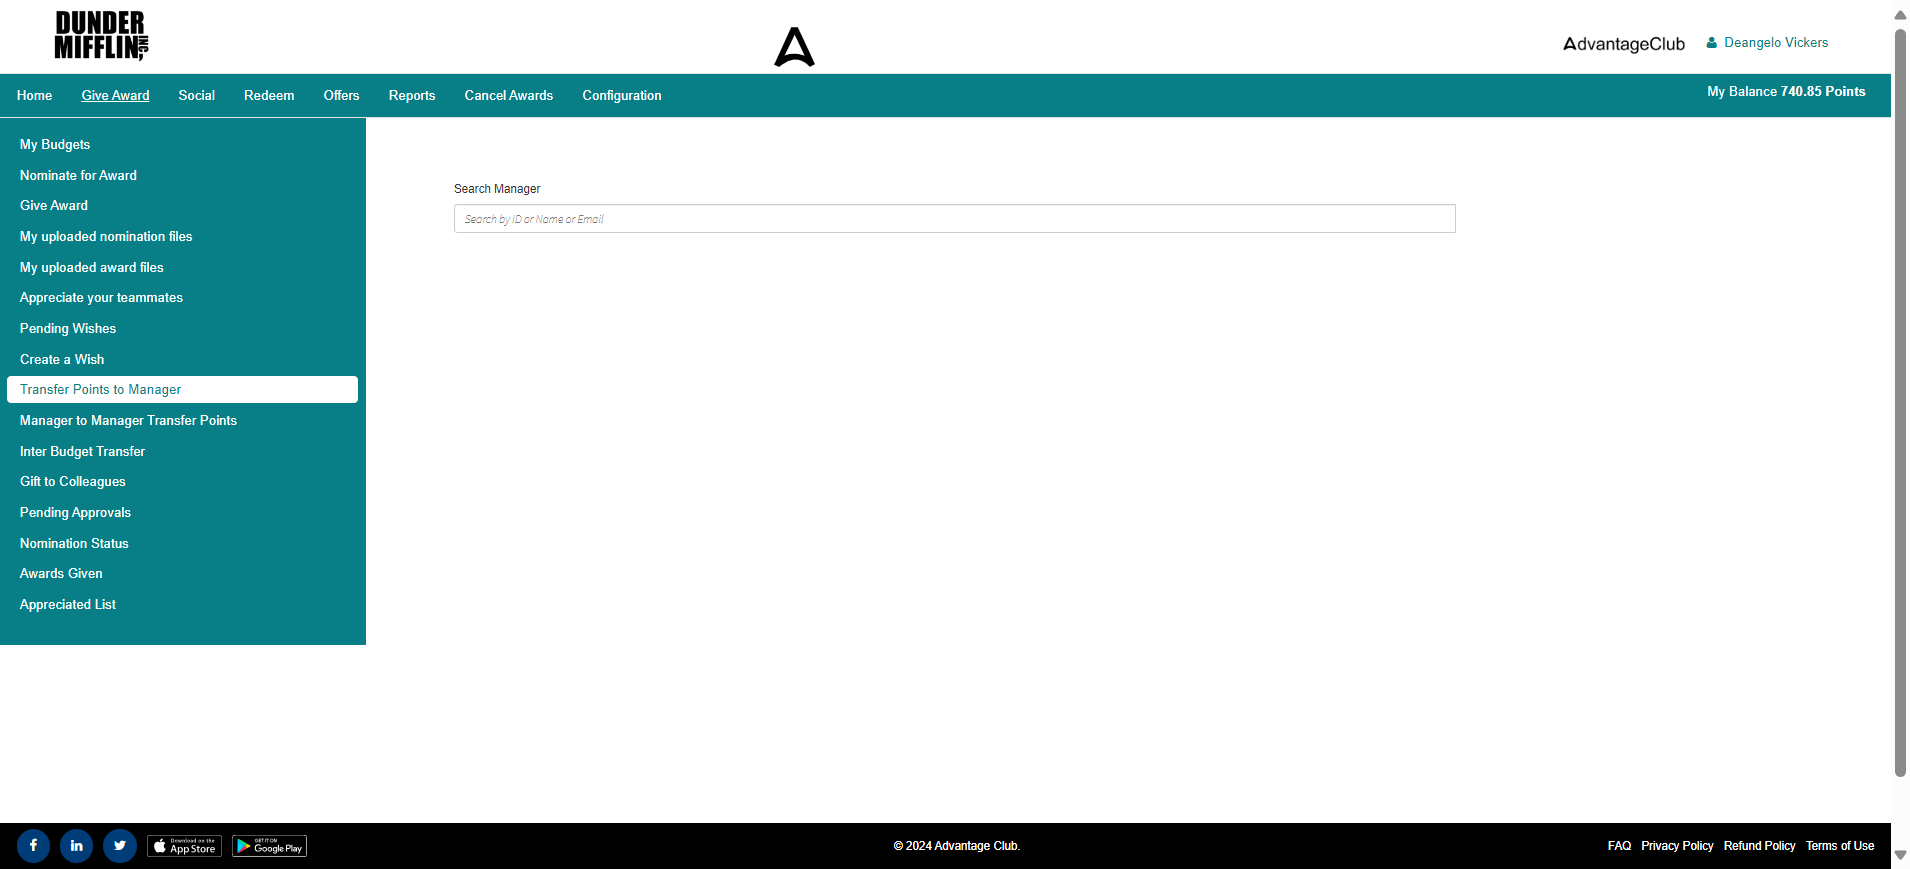 DUNDER
MIFFLIN INC,
AdvantageClub
Deangelo Vickers
Home Give Award Social Redeem Offers Reports Cancel Awards Configuration
My Balance 740.85 Points
My Budgets
Nominate for Award
Give Award
My uploaded nomination files
My uploaded award files
Appreciate your teammates
Pending Wishes
Create a Wish
Transfer Points to Manager
Manager to Manager Transfer Points
Inter Budget Transfer
Gift to Colleagues
Pending Approvals
Nomination Status
Awards Given
Appreciated List
Search Manager
Search by ID or Name or Email
Download on the
App Store
GET IT ON
Google Play
© 2024 Advantage Club.
FAQ Privacy Policy Refund Policy Terms of Use